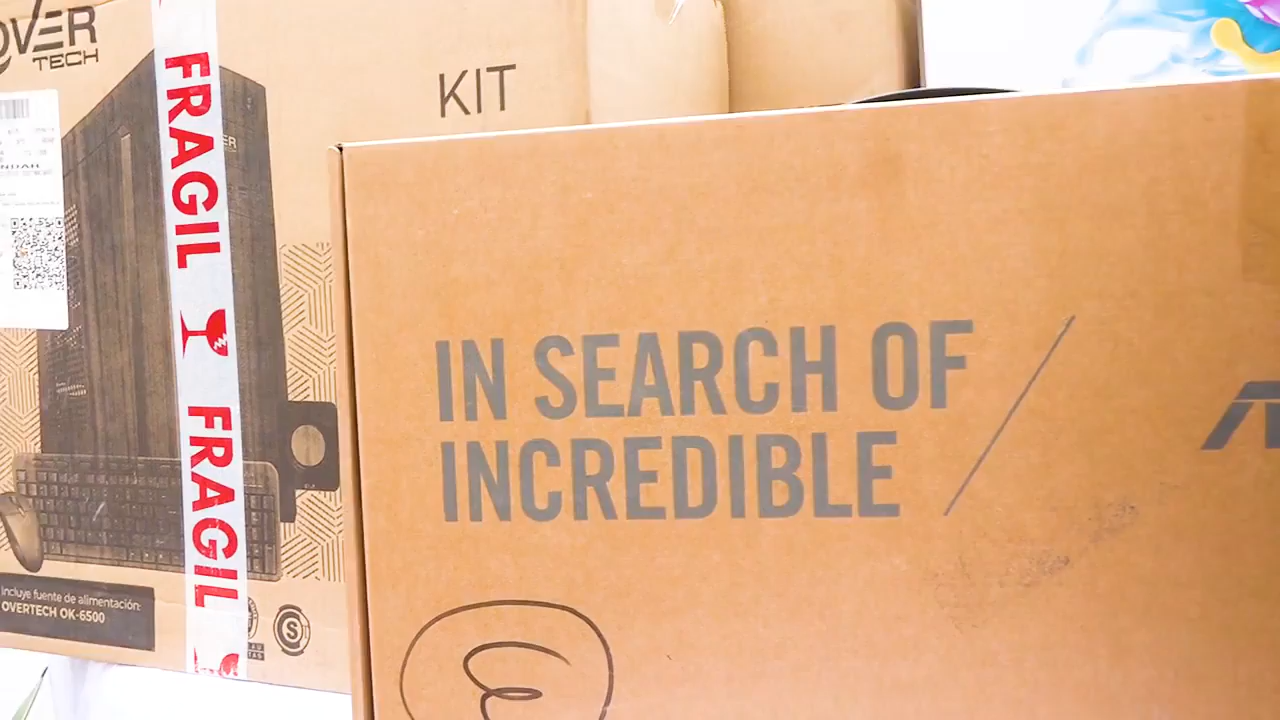 OVER
TECH
KIT
FRAGIL
FRAGIL
IN SEARCH OF
INCREDIBLE
incluye fuente de alimentación:
OVERTECH OK-6500
S